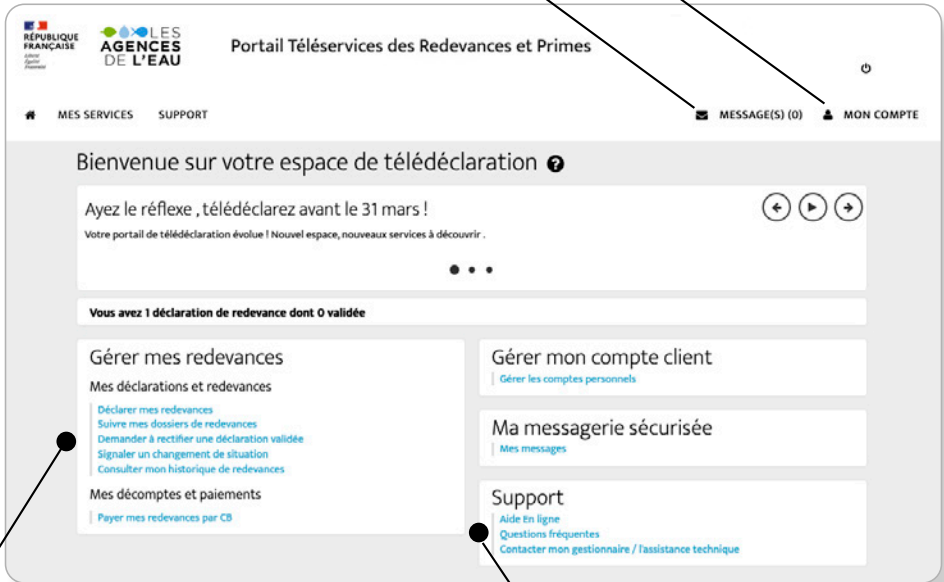 RÉPUBLIQUE
FRANÇAISE
Liberté
Égalité
Fraternité
LES
AGENCES
DE L'EAU
Portail Téléservices des Redevances et Primes
MES SERVICES SUPPORT MESSAGE(S) (0) MON COMPTE
Bienvenue sur votre espace de télédéclaration ?
Ayez le réflexe , télédéclarez avant le 31 mars !
Votre portail de télédéclaration évolue ! Nouvel espace, nouveaux services à découvrir .
Vous avez 1 déclaration de redevance dont 0 validée
Gérer mes redevances
Mes déclarations et redevances
Déclarer mes redevances
Suivre mes dossiers de redevances
Demander à rectifier une déclaration validée
Signaler un changement de situation
Consulter mon historique de redevances
Mes décomptes et paiements
Payer mes redevances par CB
Gérer mon compte client
Gérer les comptes personnels
Ma messagerie sécurisée
Mes messages
Support
Aide En ligne
Questions fréquentes
Contacter mon gestionnaire / l'assistance technique